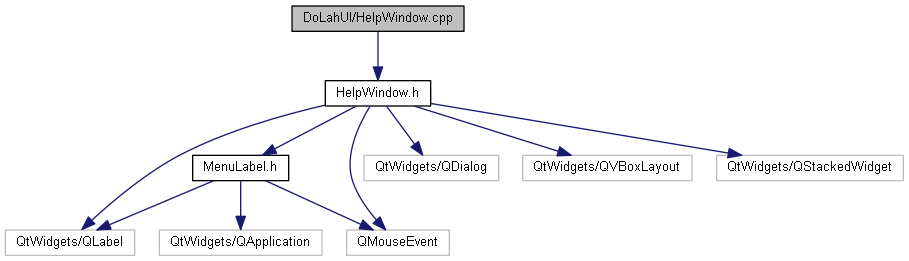 DoLahUI/HelpWindow.cpp
HelpWindow.h
MenuLabel.h
QtWidgets/QDialog
QtWidgets/QVBoxLayout
QtWidgets/QStackedWidget
QtWidgets/QLabel
QtWidgets/QApplication
QMouseEvent